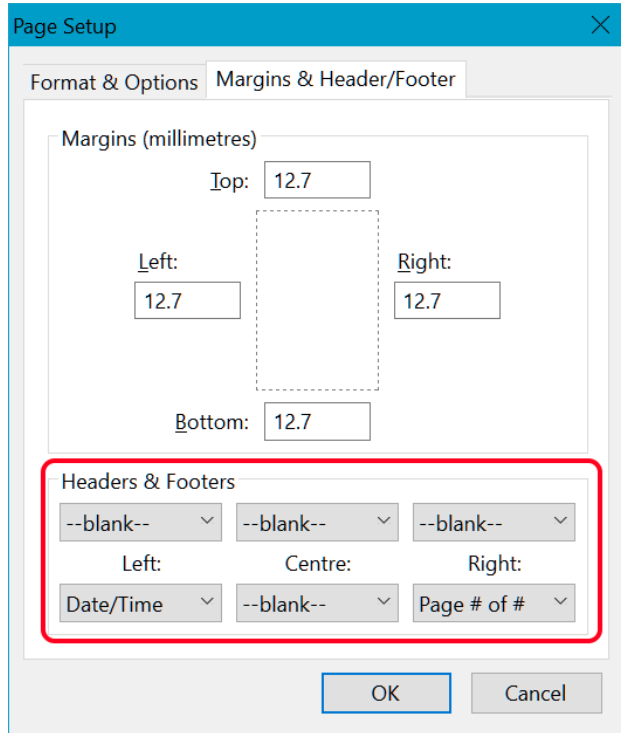 Page Setup
Format & Options Margins & Header/Footer
Margins (millimetres)
Top: 12.7
Left: Right:
12.7 12.7
Bottom: 12.7
Headers & Footers
--blank-- --blank-- --blank--
Left: Centre: Right:
Date/Time --blank-- Page # of #
OK Cancel